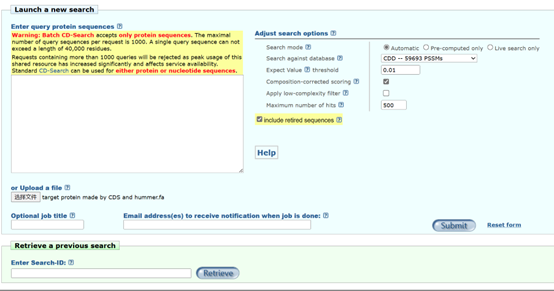 Launch a new search
Enter query protein sequences ?
Warning: Batch CD-Search accepts only protein sequences. The maximal
number of query sequences per request is 1000. A single query sequence can not
exceed a length of 40,000 residues.
Requests containing more than 1000 queries will be rejected as peak usage of this
shared resource has increased significantly and affects service availability.
Standard CD-Search can be used for either protein or nucleotide sequences.
Adjust search options ?
Search mode ? Automatic Pre-computed only Live search only
Search against database ? CDD -- 59693 PSSMs
Expect Value ? threshold 0.01
Composition-corrected scoring ?
Apply low-complexity filter ?
Maximum number of hits ? 500
include retired sequences ?
Help
or Upload a file ?
选择文件 target protein made by CDS and hummer.fa
Optional job title ? Email address(es) to receive notification when job is done: ?
Submit Reset form
Retrieve a previous search
Enter Search-ID: ?
Retrieve